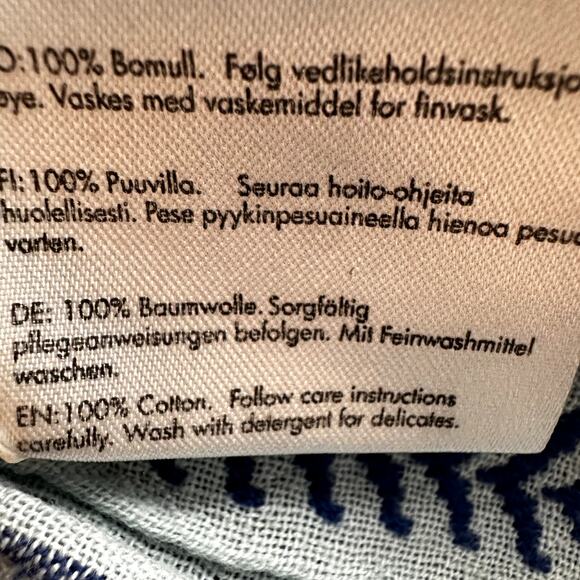 O: 100% Bomull. Følg vedlikeholdsinstruksjo
øye. Vaskes med vaskemiddel for finvask.
FI: 100% Puuvilla. Seuraa hoito-ohjeita
huolellisesti. Pese pyykinpesuaineella hienoa pesua
varten.
DE: 100% Baumwolle. Sorgfältig
pflegeanweisungen befolgen. Mit Feinwashmittel
waschen.
EN: 100% Cotton. Follow care instructions
carefully. Wash with detergent for delicates.